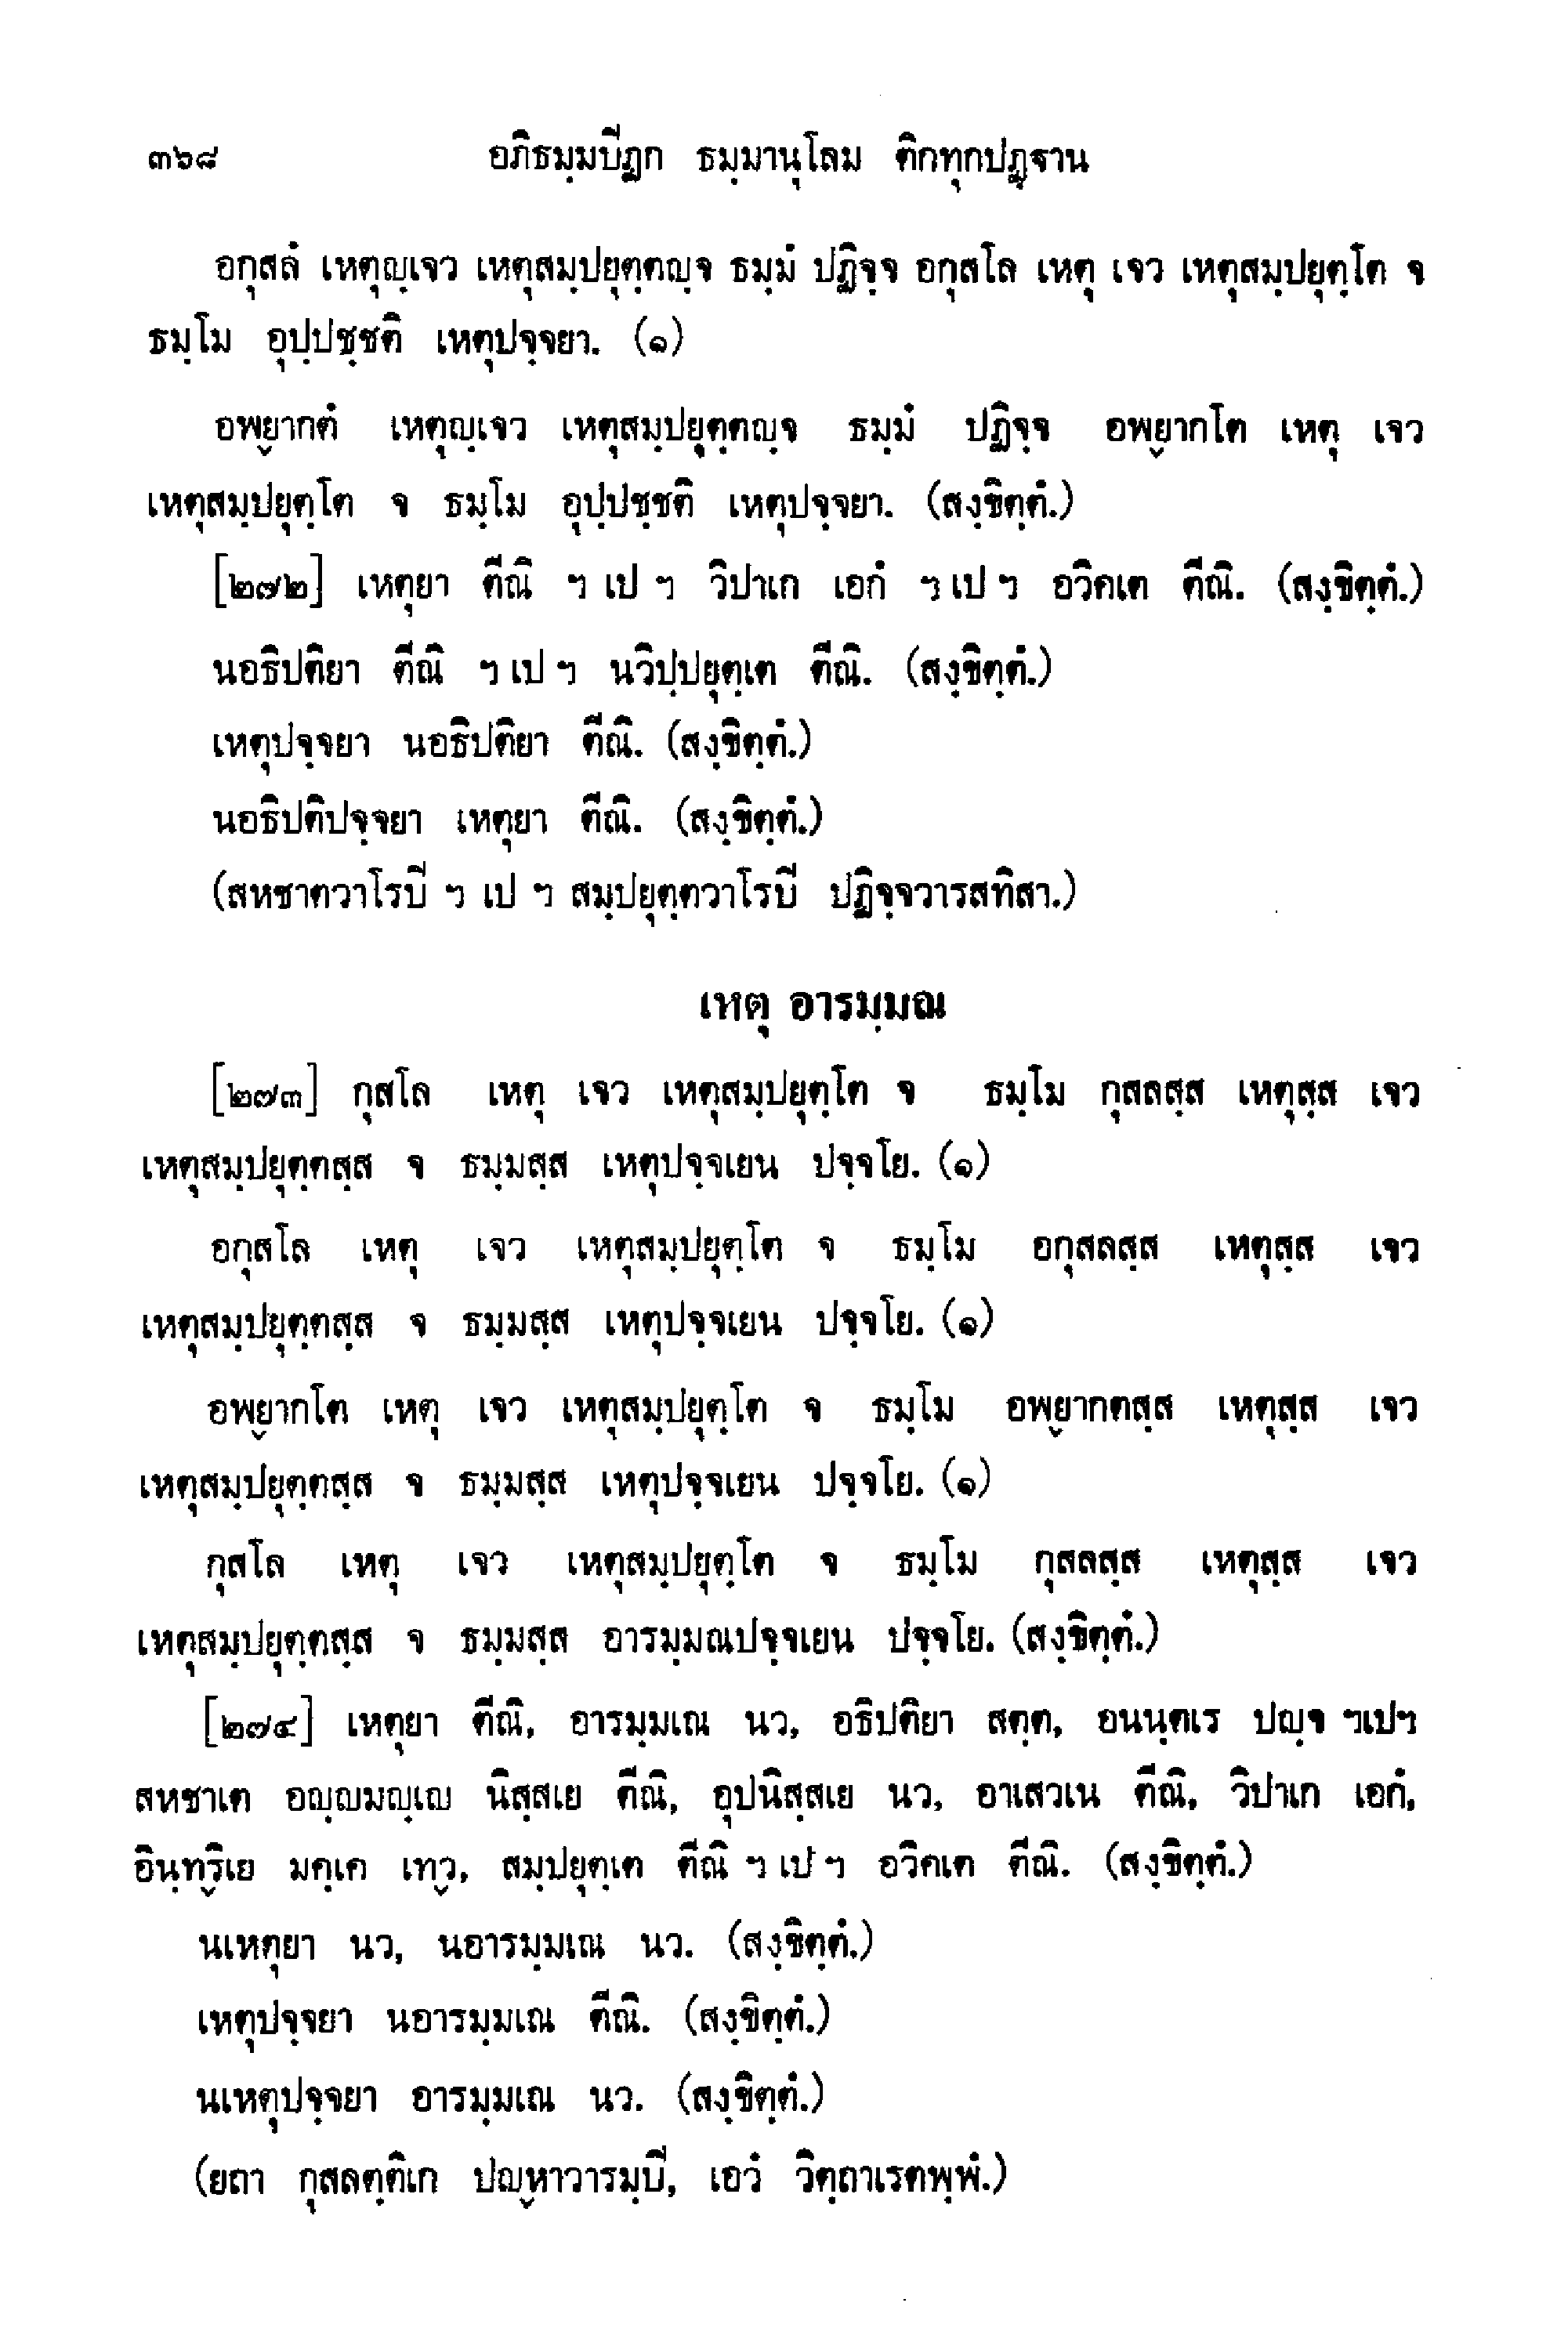 ๓๖๘ อภิธมฺมปิฏก ธมฺมานุโลม ติกทุกปฏฺฐาน
อกุสลํ เหตุญฺเจว เหตุสมฺปยุตฺตญฺจ ธมฺมํ ปฏิจฺจ อกุสโล เหตุ เจว เหตุสมฺปยุตฺโต จ
ธมฺโม อุปฺปชฺชติ เหตุปจฺจยา. (๑)
อพฺยากตํ เหตุญฺเจว เหตุสมฺปยุตฺตญฺจ ธมฺมํ ปฏิจฺจ อพฺยากโต เหตุ เจว
เหตุสมฺปยุตฺโต จ ธมฺโม อุปฺปชฺชติ เหตุปจฺจยา. (สงฺขิตฺตํ.)
[๒๗๒] เหตุยา ตีณิ ฯ เป ฯ วิปาเก เอกํ ฯ เป ฯ อวิคเต ตีณิ. (สงฺขิตฺตํ.)
นอธิปติยา ตีณิ ฯ เป ฯ นวิปฺปยุตฺเต ตีณิ. (สงฺขิตฺตํ.)
เหตุปจฺจยา นอธิปติยา ตีณิ. (สงฺขิตฺตํ.)
นอธิปติปจฺจยา เหตุยา ตีณิ. (สงฺขิตฺตํ.)
(สหชาตวาโรปิ ฯ เป ฯ สมฺปยุตฺตวาโรปิ ปฏิจฺจวารสทิสา.)
เหตุ อารมฺมณ
[๒๗๓] กุสโล เหตุ เจว เหตุสมฺปยุตฺโต จ ธมฺโม กุสลสฺส เหตุสฺส เจว
เหตุสมฺปยุตฺตสฺส จ ธมฺมสฺส เหตุปจฺจเยน ปจฺจโย. (๑)
อกุสโล เหตุ เจว เหตุสมฺปยุตฺโต จ ธมฺโม อกุสลสฺส เหตุสฺส เจว
เหตุสมฺปยุตฺตสฺส จ ธมฺมสฺส เหตุปจฺจเยน ปจฺจโย. (๑)
อพฺยากโต เหตุ เจว เหตุสมฺปยุตฺโต จ ธมฺโม อพฺยากตสฺส เหตุสฺส เจว
เหตุสมฺปยุตฺตสฺส จ ธมฺมสฺส เหตุปจฺจเยน ปจฺจโย. (๑)
กุสโล เหตุ เจว เหตุสมฺปยุตฺโต จ ธมฺโม กุสลสฺส เหตุสฺส เจว
เหตุสมฺปยุตฺตสฺส จ ธมฺมสฺส อารมฺมณปจฺจเยน ปจฺจโย. (สงฺขิตฺตํ.)
[๒๗๔] เหตุยา ตีณิ, อารมฺมเณ นว, อธิปติยา สตฺต, อนนฺตเร ปญฺจ ฯเปฯ
สหชาเต อญฺญมญฺเญ นิสฺสเย ตีณิ, อุปนิสฺสเย นว, อาเสวเน ตีณิ, วิปาเก เอกํ,
อินฺทฺริเย มคฺเค เทฺว, สมฺปยุตฺเต ตีณิ ฯ เป ฯ อวิคเต ตีณิ. (สงฺขิตฺตํ.)
นเหตุยา นว, นอารมฺมเณ นว. (สงฺขิตฺตํ.)
เหตุปจฺจยา นอารมฺมเณ ตีณิ. (สงฺขิตฺตํ.)
นเหตุปจฺจยา อารมฺมเณ นว. (สงฺขิตฺตํ.)
(ยถา กุสลตฺติเก ปญฺหาวารมฺปิ, เอวํ วิตฺถาเรตพฺพํ.)